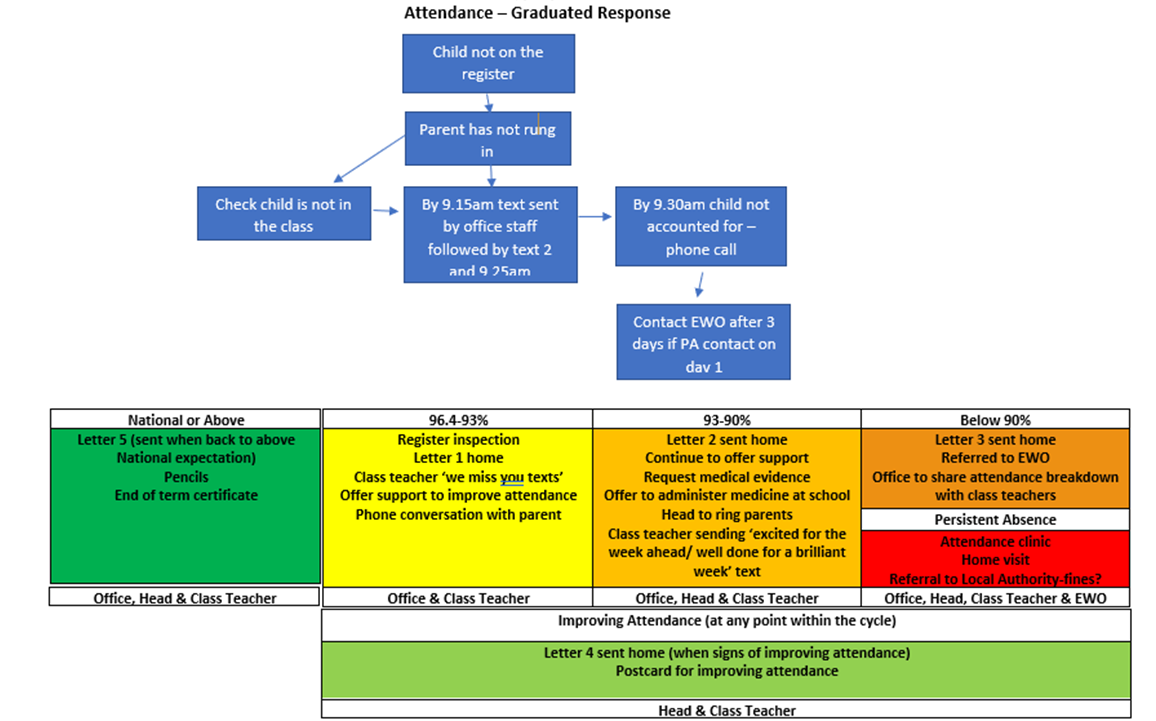 Attendance – Graduated Response
Child not on the
register
Parent has not rung
in
Check child is not in
the class
By 9.15am text sent
by office staff
followed by text 2
and 9.25am
By 9.30am child not
accounted for –
phone call
Contact EWO after 3
days if PA contact on
day 1
National or Above
Letter 5 (sent when back to above
National expectation)
Pencils
End of term certificate
Office, Head & Class Teacher
96.4-93%
Register inspection
Letter 1 home
Class teacher ‘we miss you texts’
Offer support to improve attendance
Phone conversation with parent
Office & Class Teacher
93-90%
Letter 2 sent home
Continue to offer support
Request medical evidence
Offer to administer medicine at school
Head to ring parents
Class teacher sending ‘excited for the
week ahead/ well done for a brilliant
week’ text
Office, Head & Class Teacher
Below 90%
Letter 3 sent home
Referred to EWO
Office to share attendance breakdown
with class teachers
Persistent Absence
Attendance clinic
Home visit
Referral to Local Authority-fines?
Office, Head, Class Teacher & EWO
Improving Attendance (at any point within the cycle)
Letter 4 sent home (when signs of improving attendance)
Postcard for improving attendance
Head & Class Teacher